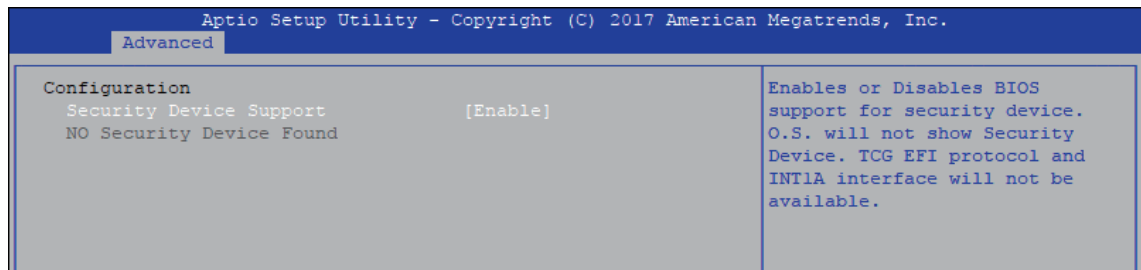 Aptio Setup Utility - Copyright (C) 2017 American Megatrends, Inc.
Advanced
Configuration
Security Device Support [Enable]
NO Security Device Found
Enables or Disables BIOS
support for security device.
O.S. will not show Security
Device. TCG EFI protocol and
INT1A interface will not be
available.